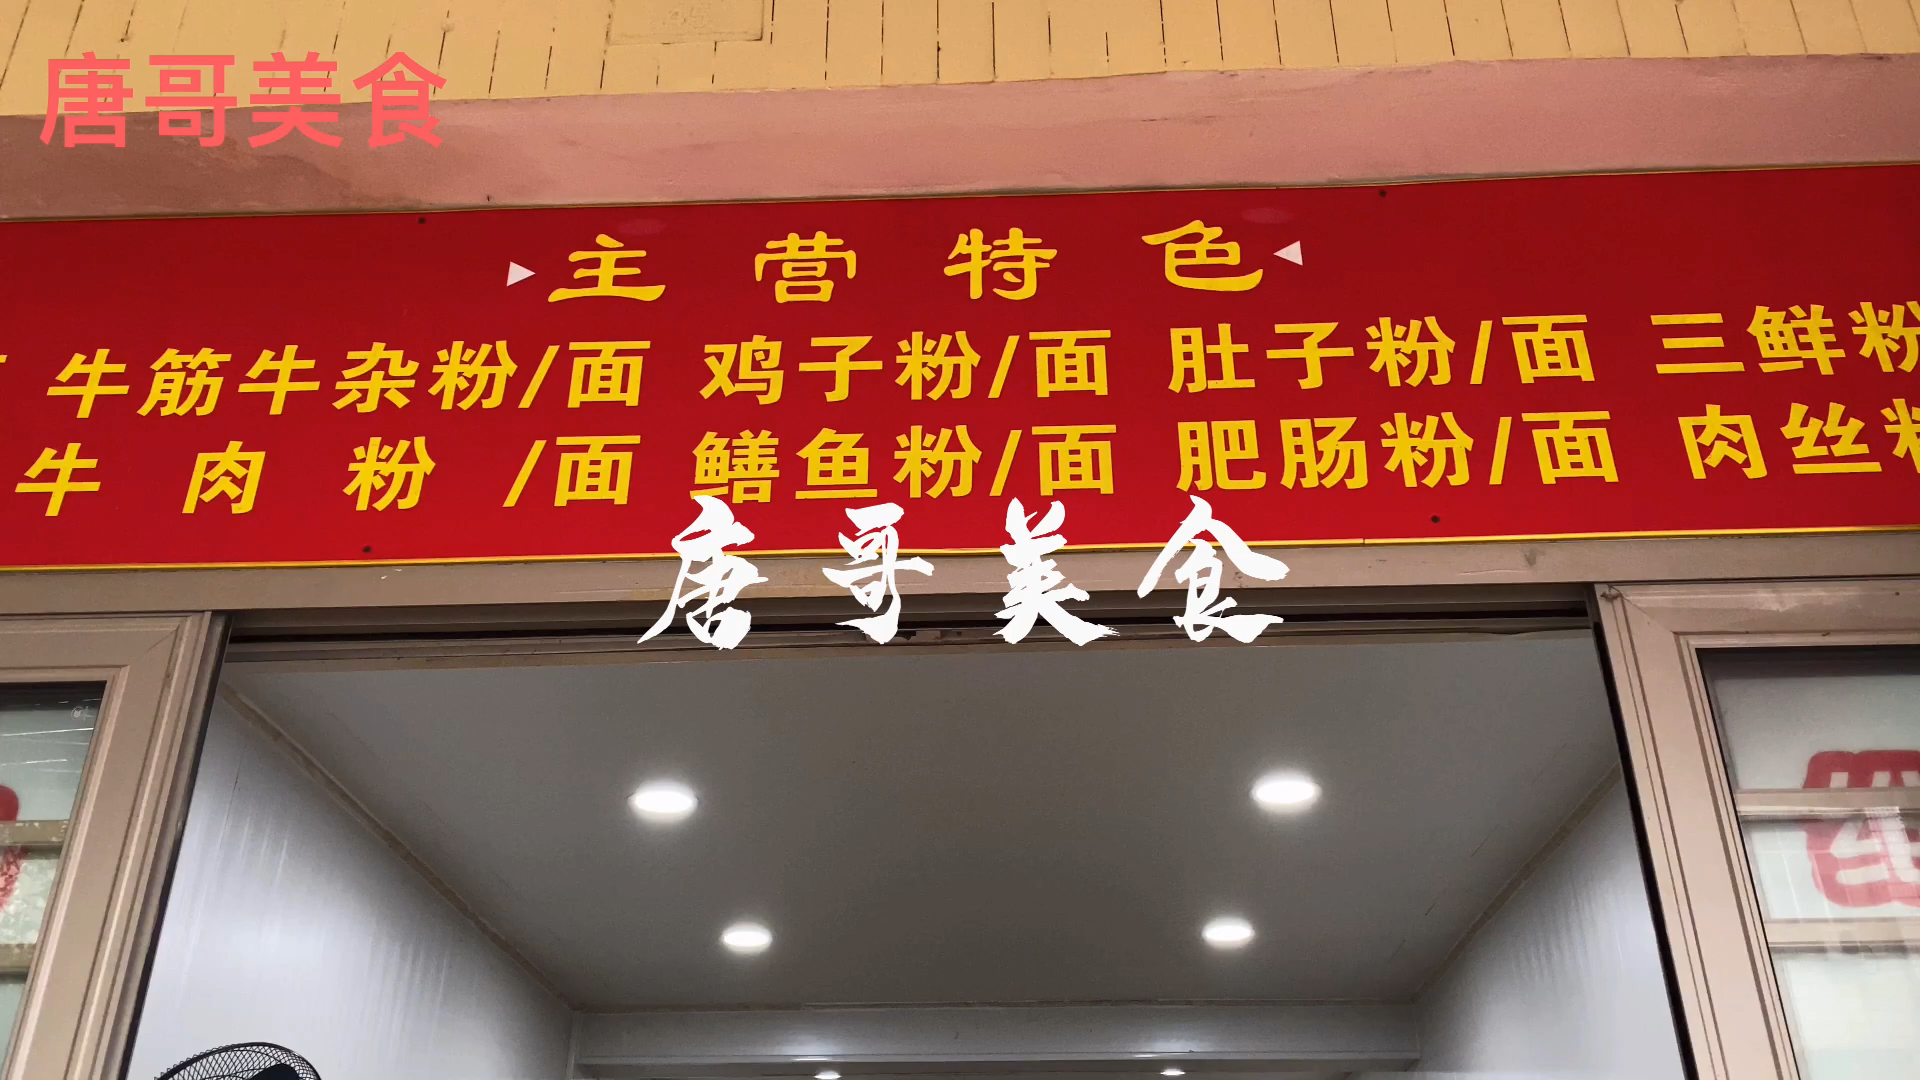 唐哥美食
主营特色
牛筋牛杂粉/面 鸡子粉/面 肚子粉/面 三鲜粉
牛肉粉/面 鳝鱼粉/面 肥肠粉/面 肉丝粉
唐哥美食